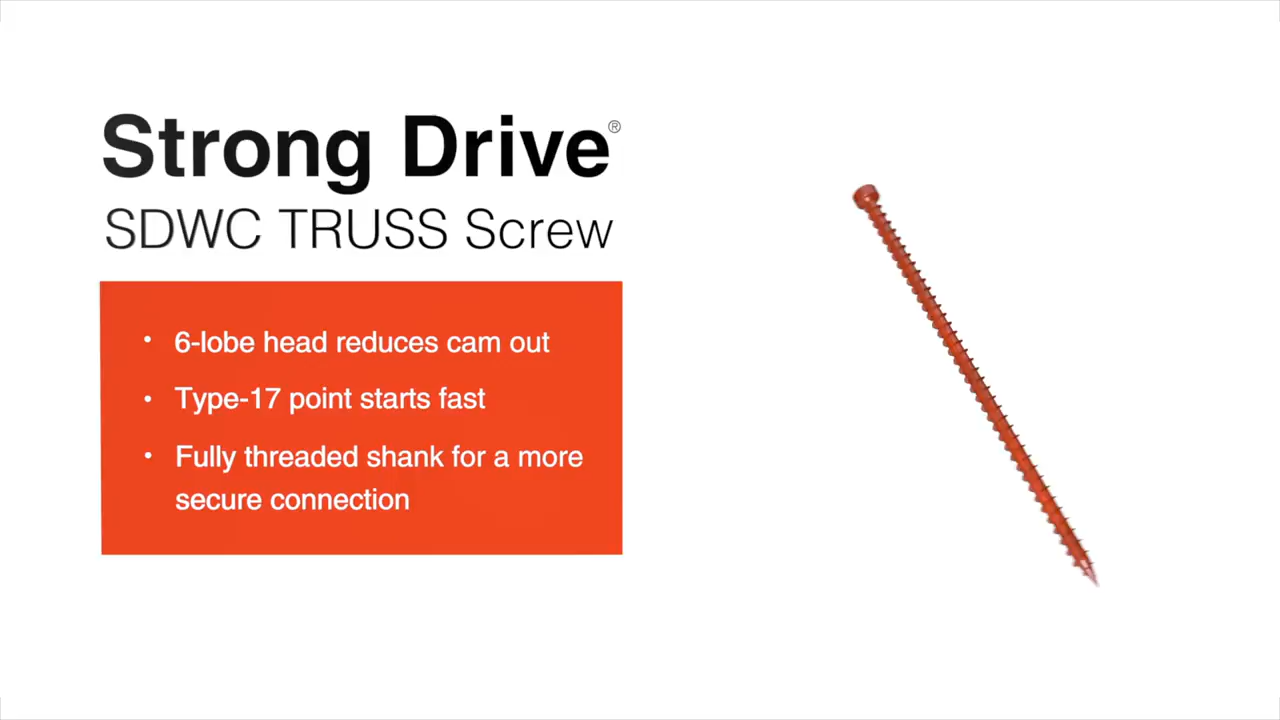 Strong Drive®
SDWC TRUSS Screw
• 6-lobe head reduces cam out
• Type-17 point starts fast
• Fully threaded shank for a more
secure connection